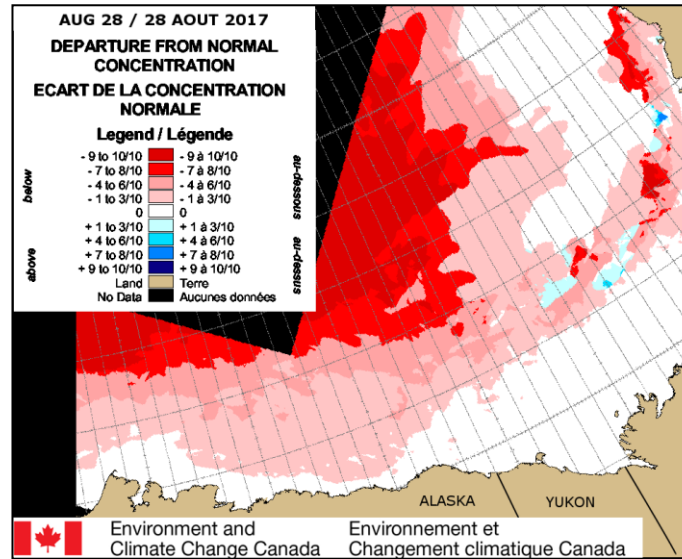 AUG 28 / 28 AOUT 2017
DEPARTURE FROM NORMAL
CONCENTRATION
ECART DE LA CONCENTRATION
NORMALE
Legend / Légende
below
au-dessous
- 9 to 10/10 - 9 à 10/10
- 7 to 8/10 - 7 à 8/10
- 4 to 6/10 - 4 à 6/10
- 1 to 3/10 - 1 à 3/10
0 0
above
au-dessus
+ 1 to 3/10 + 1 à 3/10
+ 4 to 6/10 + 4 à 6/10
+ 7 to 8/10 + 7 à 8/10
+ 9 to 10/10 + 9 à 10/10
Land Terre
No Data Aucunes données
ALASKA YUKON
Environment and
Climate Change Canada
Environnement et
Changement climatique Canada